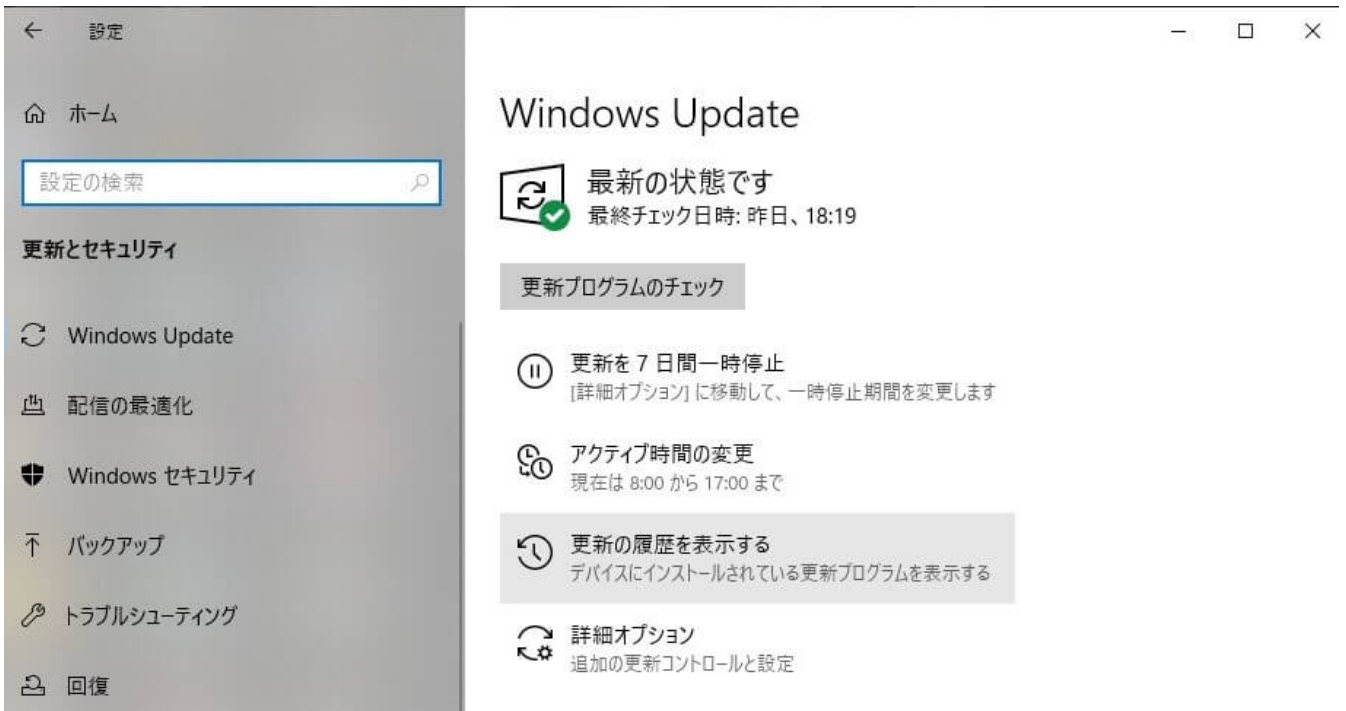 設定
ホーム
設定の検索
更新とセキュリティ
Windows Update
配信の最適化
Windows セキュリティ
バックアップ
トラブルシューティング
回復
Windows Update
最新の状態です
最終チェック日時: 昨日、18:19
更新プログラムのチェック
更新を 7 日間一時停止
[詳細オプション] に移動して、一時停止期間を変更します
アクティブ時間の変更
現在は 8:00 から 17:00 まで
更新の履歴を表示する
デバイスにインストールされている更新プログラムを表示する
詳細オプション
追加の更新コントロールと設定